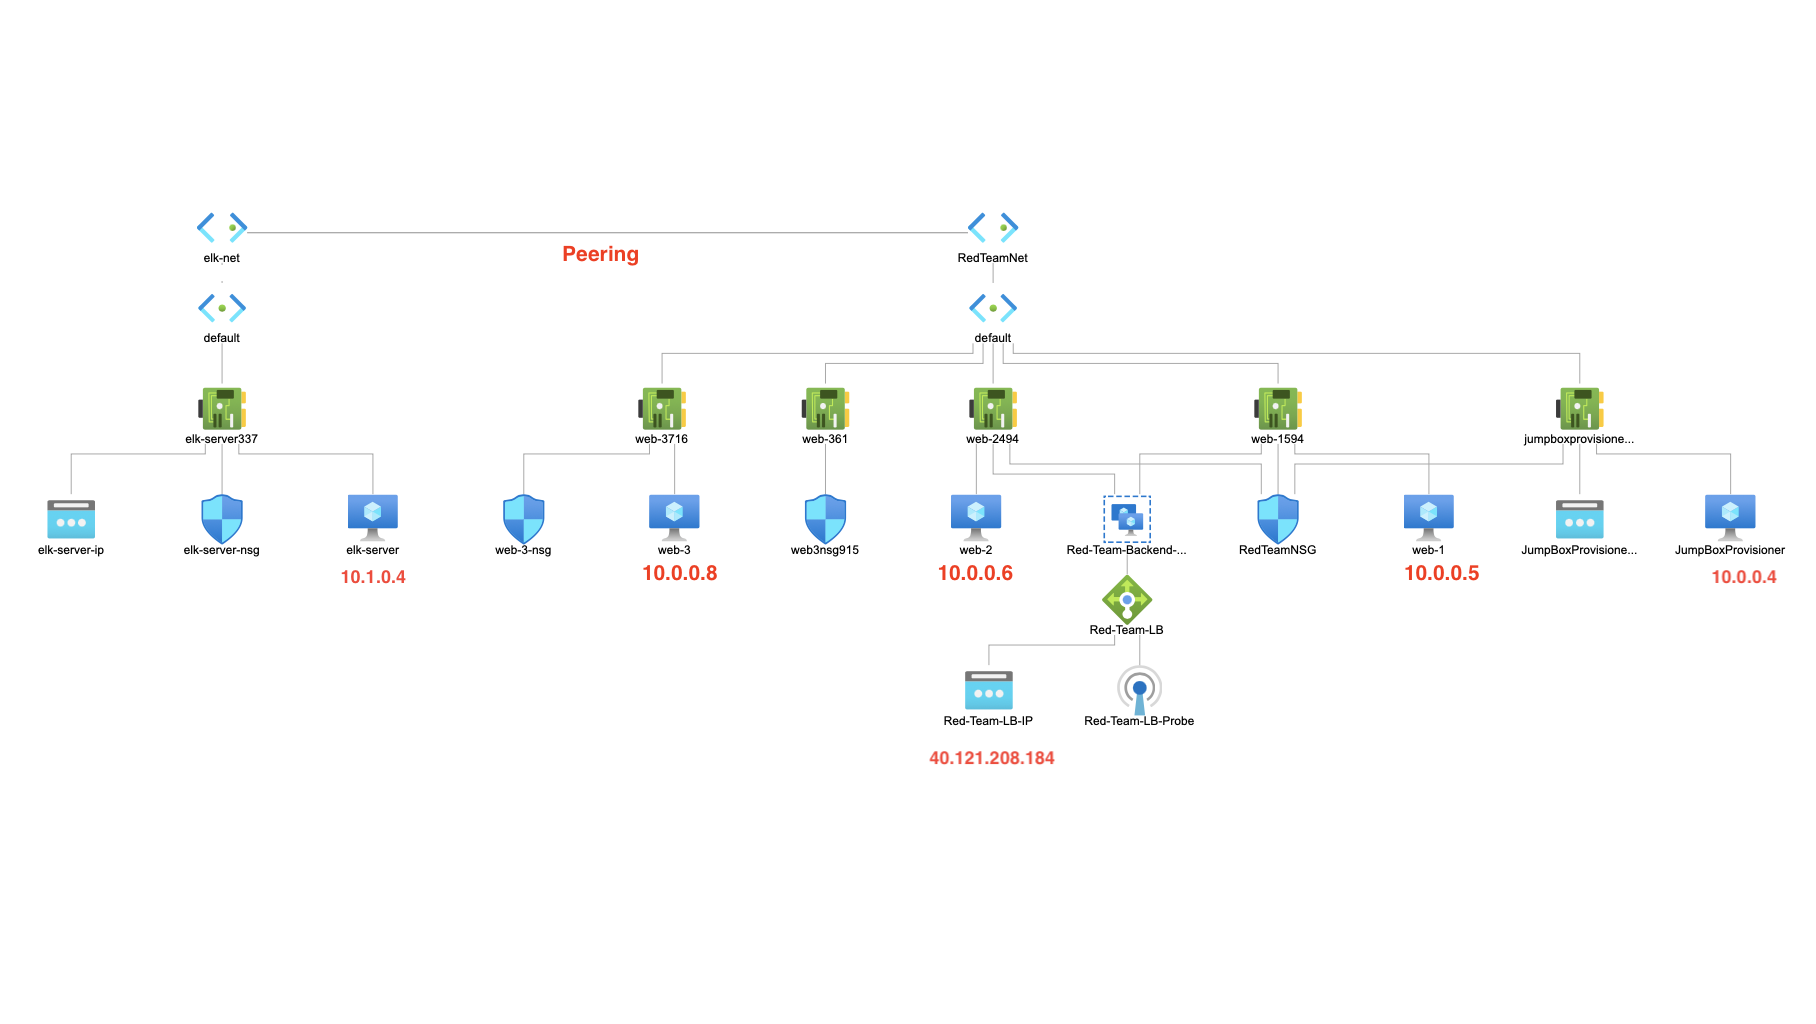 elk-net
RedTeamNet
Peering
default
default
elk-server337
web-3716
web-361
web-2494
web-1594
jumpboxprovisione...
elk-server-ip
elk-server-nsg
elk-server
web-3-nsg
web-3
web3nsg915
web-2
Red-Team-Backend-...
RedTeamNSG
web-1
JumpBoxProvisione...
JumpBoxProvisioner
10.1.0.4
10.0.0.8
10.0.0.6
10.0.0.5
10.0.0.4
Red-Team-LB
Red-Team-LB-IP
Red-Team-LB-Probe
40.121.208.184